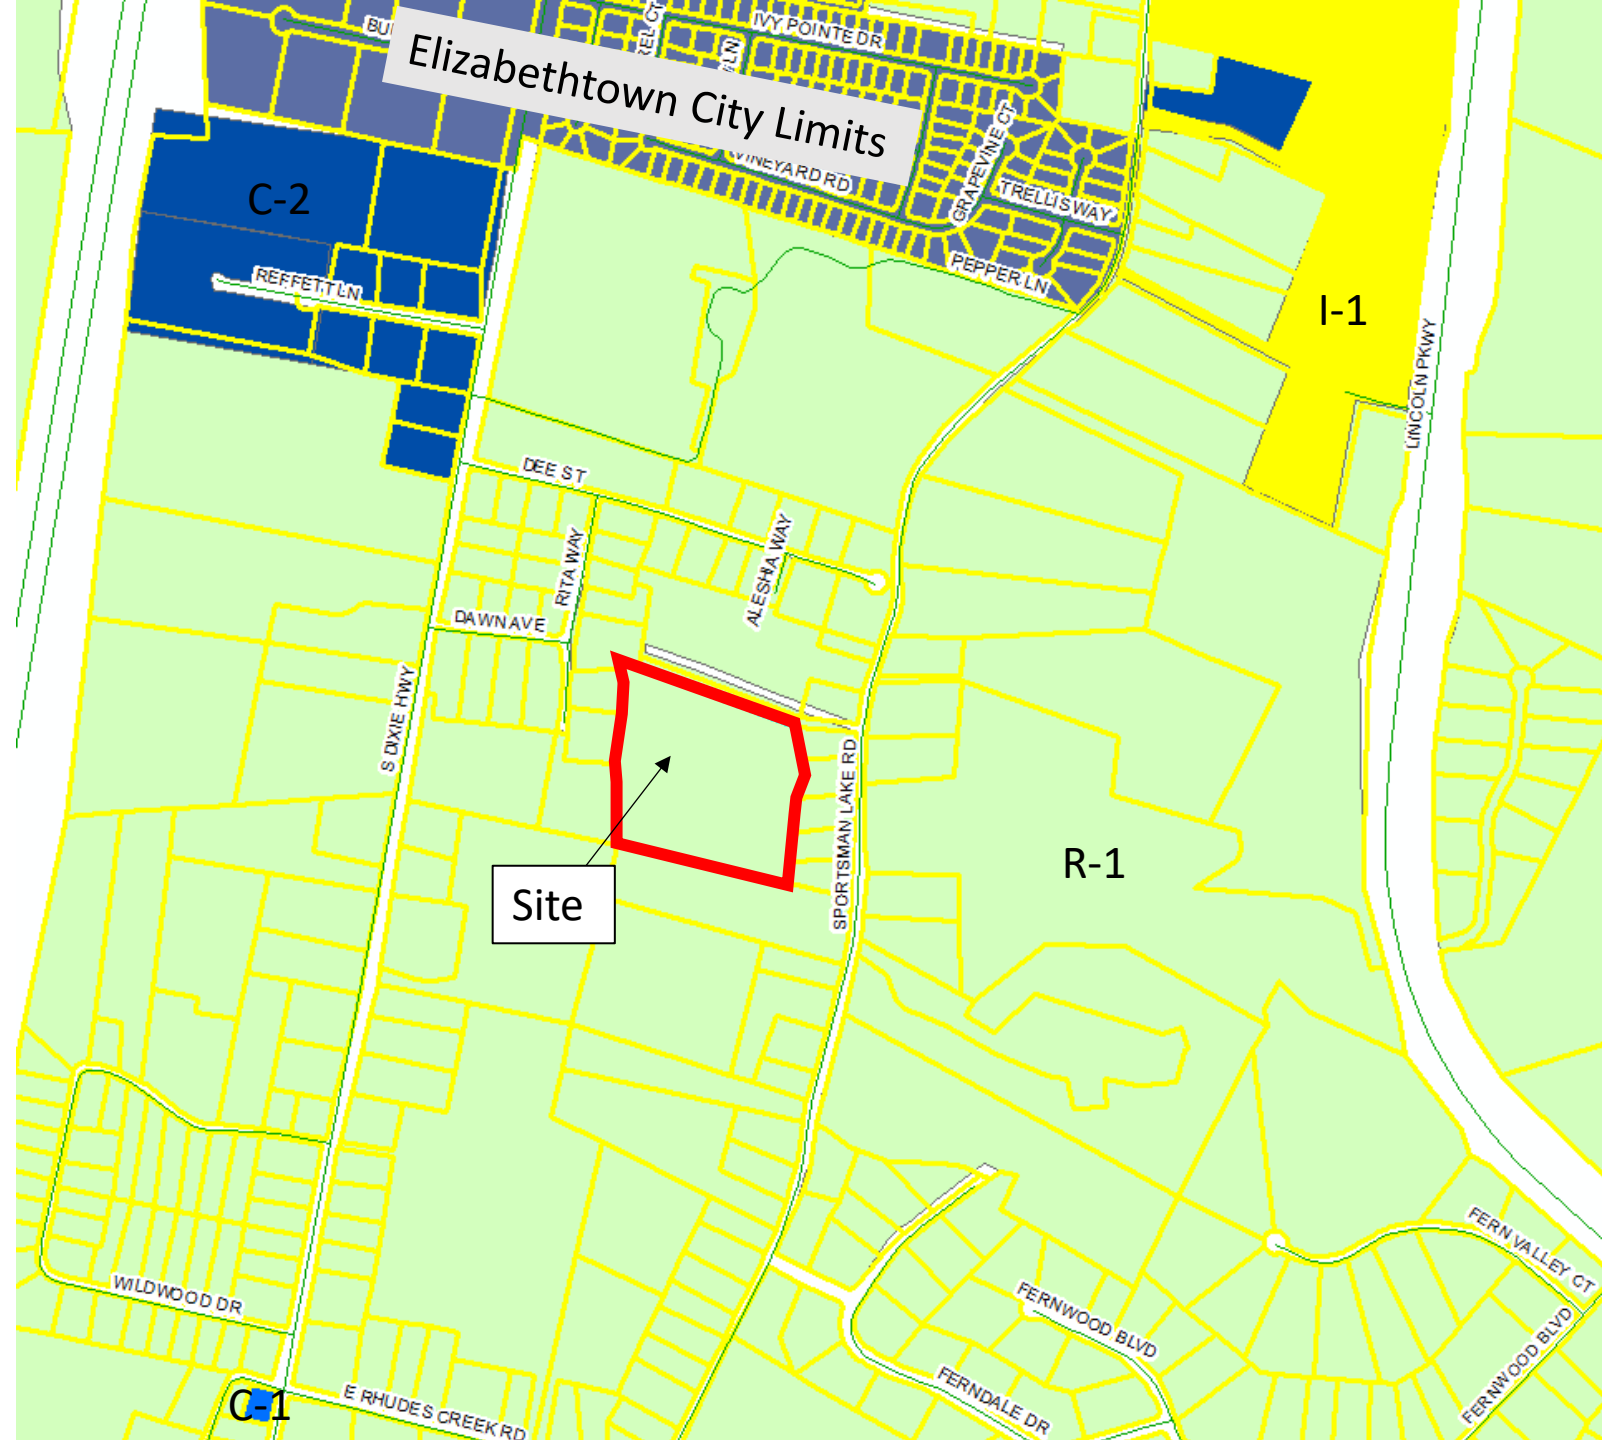 IVY POINTE DR
Elizabethtown City Limits
VINEYARD RD
GRAPEVINE CT
TRELLIS WAY
C-2
PEPPER LN
REFFETT LN
I-1
LINCOLN PKWY
DEE ST
ALESHIA WAY
RITA WAY
DAWN AVE
S DIXIE HWY
SPORTSMAN LAKE RD
R-1
Site
FERN VALLEY CT
WILDWOOD DR
FERNWOOD BLVD
FERNWOOD BLVD
FERNDALE DR
C-1
E RHUDES CREEK RD